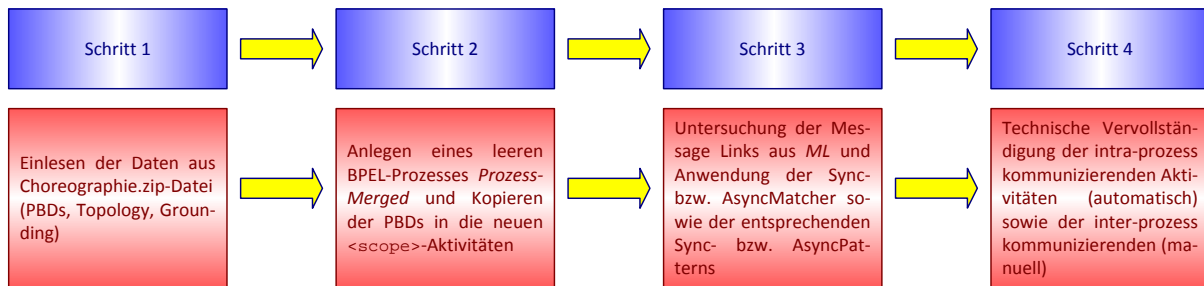 Schritt 1
Schritt 2
Schritt 3
Schritt 4
Einlesen der Daten aus
Choreographie.zip-Datei
(PBDs, Topology, Groun-
ding)
Anlegen eines leeren
BPEL-Prozesses Prozess-
Merged und Kopieren
der PBDs in die neuen
<scope>-Aktivitäten
Untersuchung der Mes-
sage Links aus ML und
Anwendung der Sync-
bzw. AsyncMatcher so-
wie der entsprechenden
Sync- bzw. AsyncPat-
terns
Technische Vervollstän-
digung der intra-prozess
kommunizierenden Akti-
vitäten (automatisch)
sowie der inter-prozess
kommunizierenden (ma-
nuell)